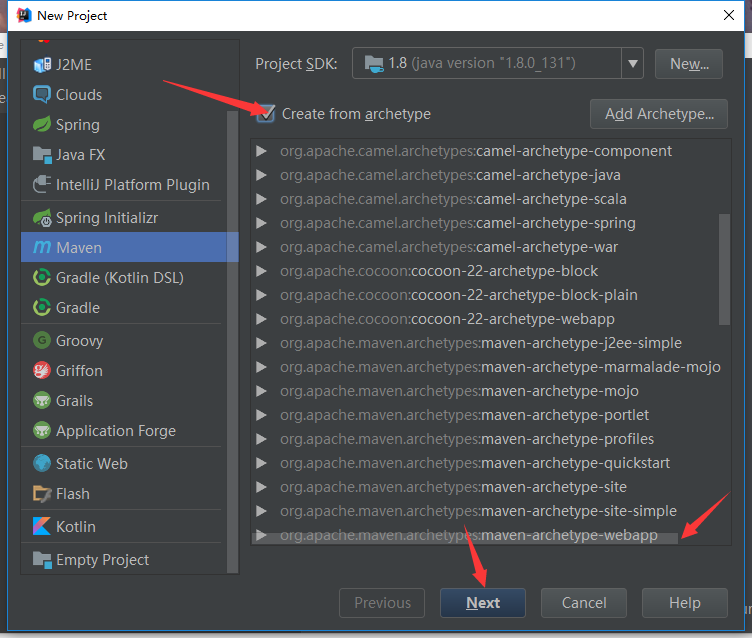 New Project
J2ME
Clouds
Spring
Java FX
IntelliJ Platform Plugin
Spring Initializr
Maven
Gradle (Kotlin DSL)
Gradle
Groovy
Griffon
Grails
Application Forge
Static Web
Flash
Kotlin
Empty Project
Project SDK: 1.8 (java version "1.8.0_131") New...
Create from archetype Add Archetype...
org.apache.camel.archetypes:camel-archetype-component
org.apache.camel.archetypes:camel-archetype-java
org.apache.camel.archetypes:camel-archetype-scala
org.apache.camel.archetypes:camel-archetype-spring
org.apache.camel.archetypes:camel-archetype-war
org.apache.cocoon:cocoon-22-archetype-block
org.apache.cocoon:cocoon-22-archetype-block-plain
org.apache.cocoon:cocoon-22-archetype-webapp
org.apache.maven.archetypes:maven-archetype-j2ee-simple
org.apache.maven.archetypes:maven-archetype-marmalade-mojo
org.apache.maven.archetypes:maven-archetype-mojo
org.apache.maven.archetypes:maven-archetype-portlet
org.apache.maven.archetypes:maven-archetype-profiles
org.apache.maven.archetypes:maven-archetype-quickstart
org.apache.maven.archetypes:maven-archetype-site
org.apache.maven.archetypes:maven-archetype-site-simple
org.apache.maven.archetypes:maven-archetype-webapp
Previous Next Cancel Help